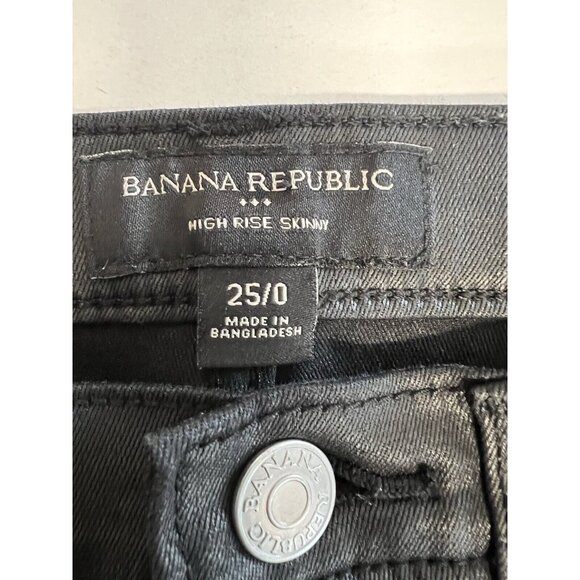 BANANA REPUBLIC
HIGH RISE SKINNY
25/0
MADE IN
BANGLADESH
BANANA REPUBLIC